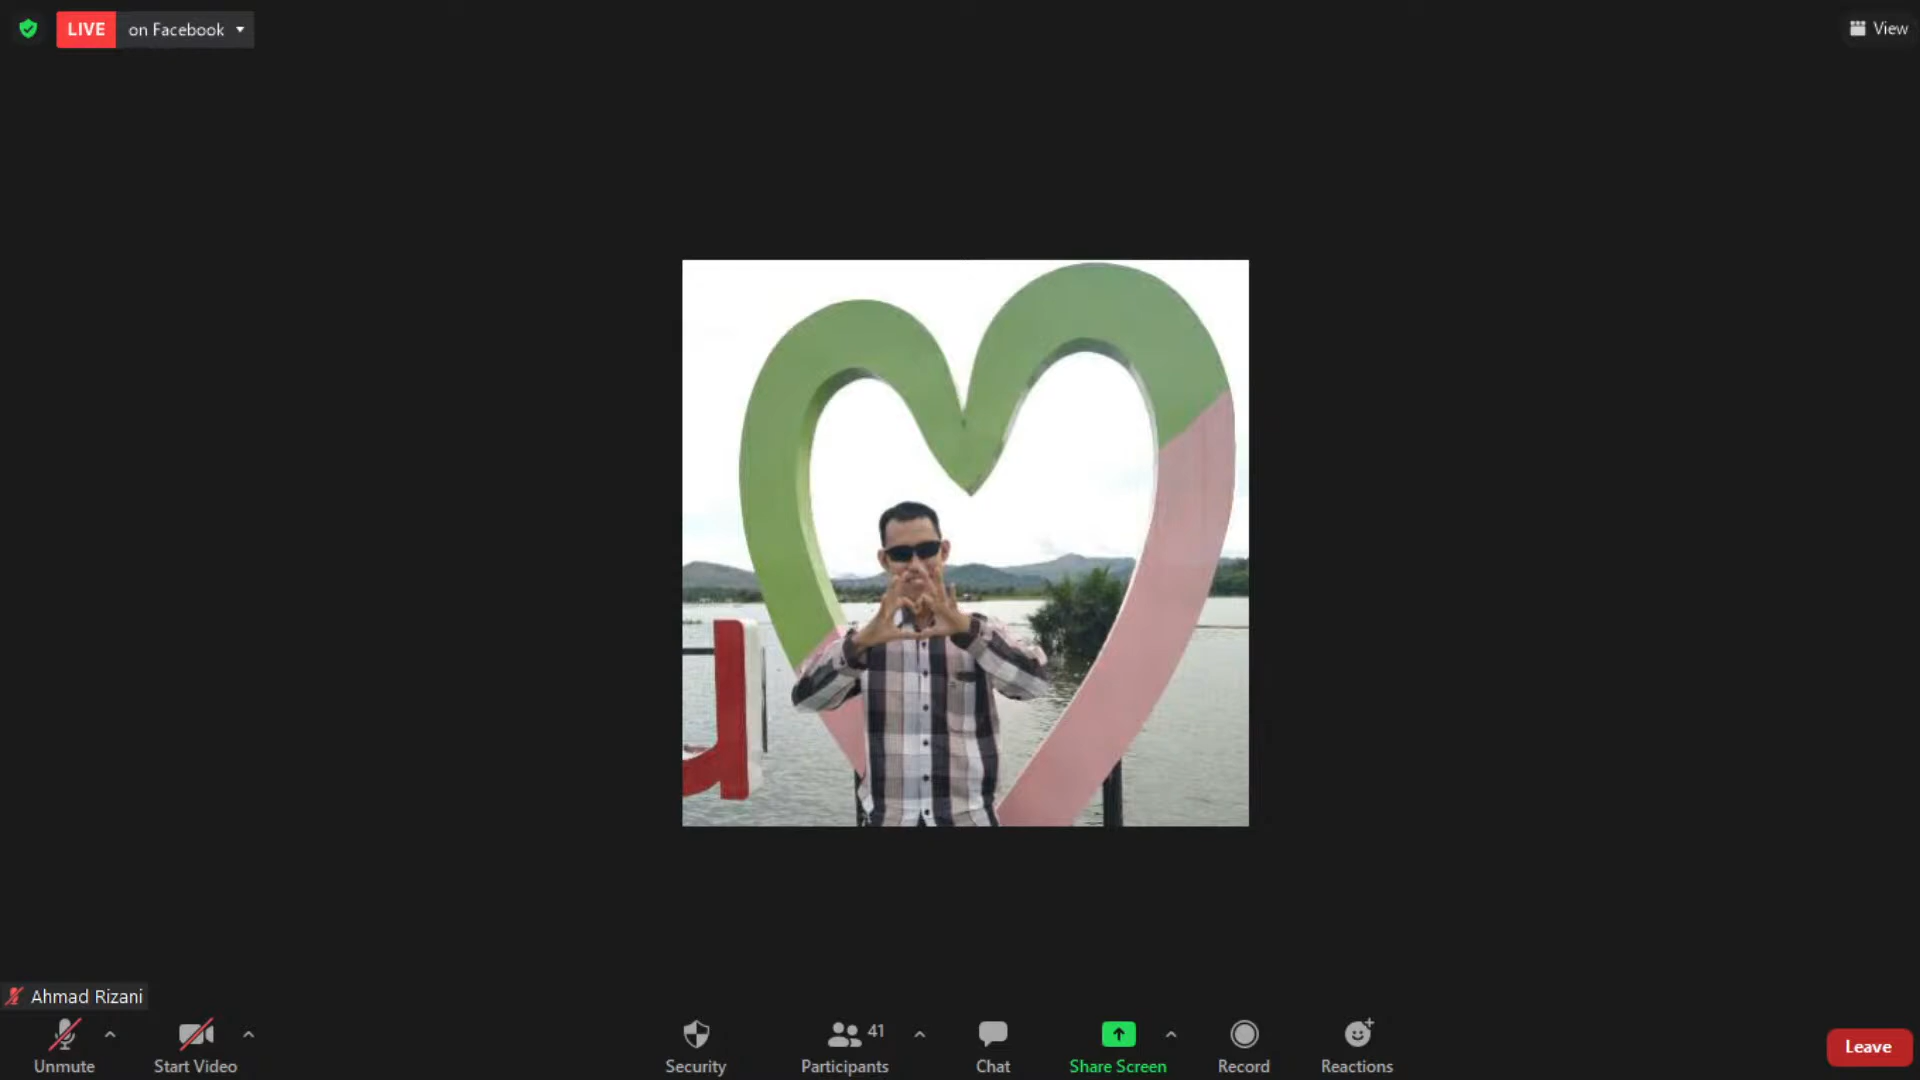 LIVE on Facebook
View
u
Ahmad Rizani
Unmute
Start Video
Security
Participants 41
Chat
Share Screen
Record
Reactions
Leave